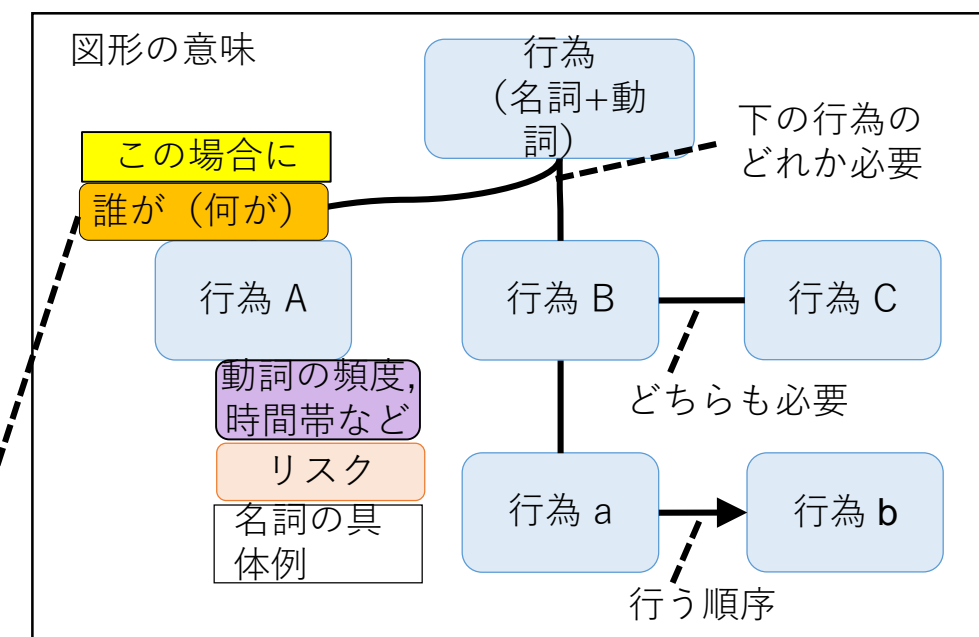 図形の意味
行為
（名詞+動
詞）
下の行為の
どれか必要
この場合に
誰が（何が）
行為 A
行為 B
行為 C
動詞の頻度,
時間帯など
どちらも必要
リスク
名詞の具
体例
行為 a
行為 b
行う順序